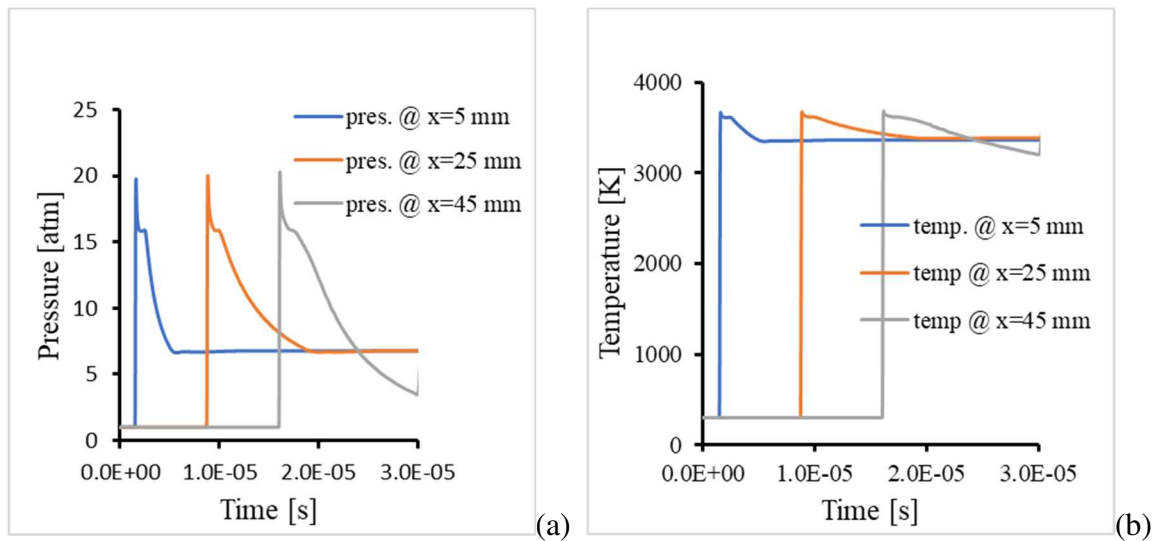 25
20
15
10
5
0
Pressure [atm]
pres. @ x=5 mm
pres. @ x=25 mm
pres. @ x=45 mm
0.0E+00 1.0E-05 2.0E-05 3.0E-05
Time [s]
(a)
4000
3000
2000
1000
0
Temperature [K]
temp. @ x=5 mm
temp @ x=25 mm
temp @ x=45 mm
0.0E+00 1.0E-05 2.0E-05 3.0E-05
Time [s]
(b)